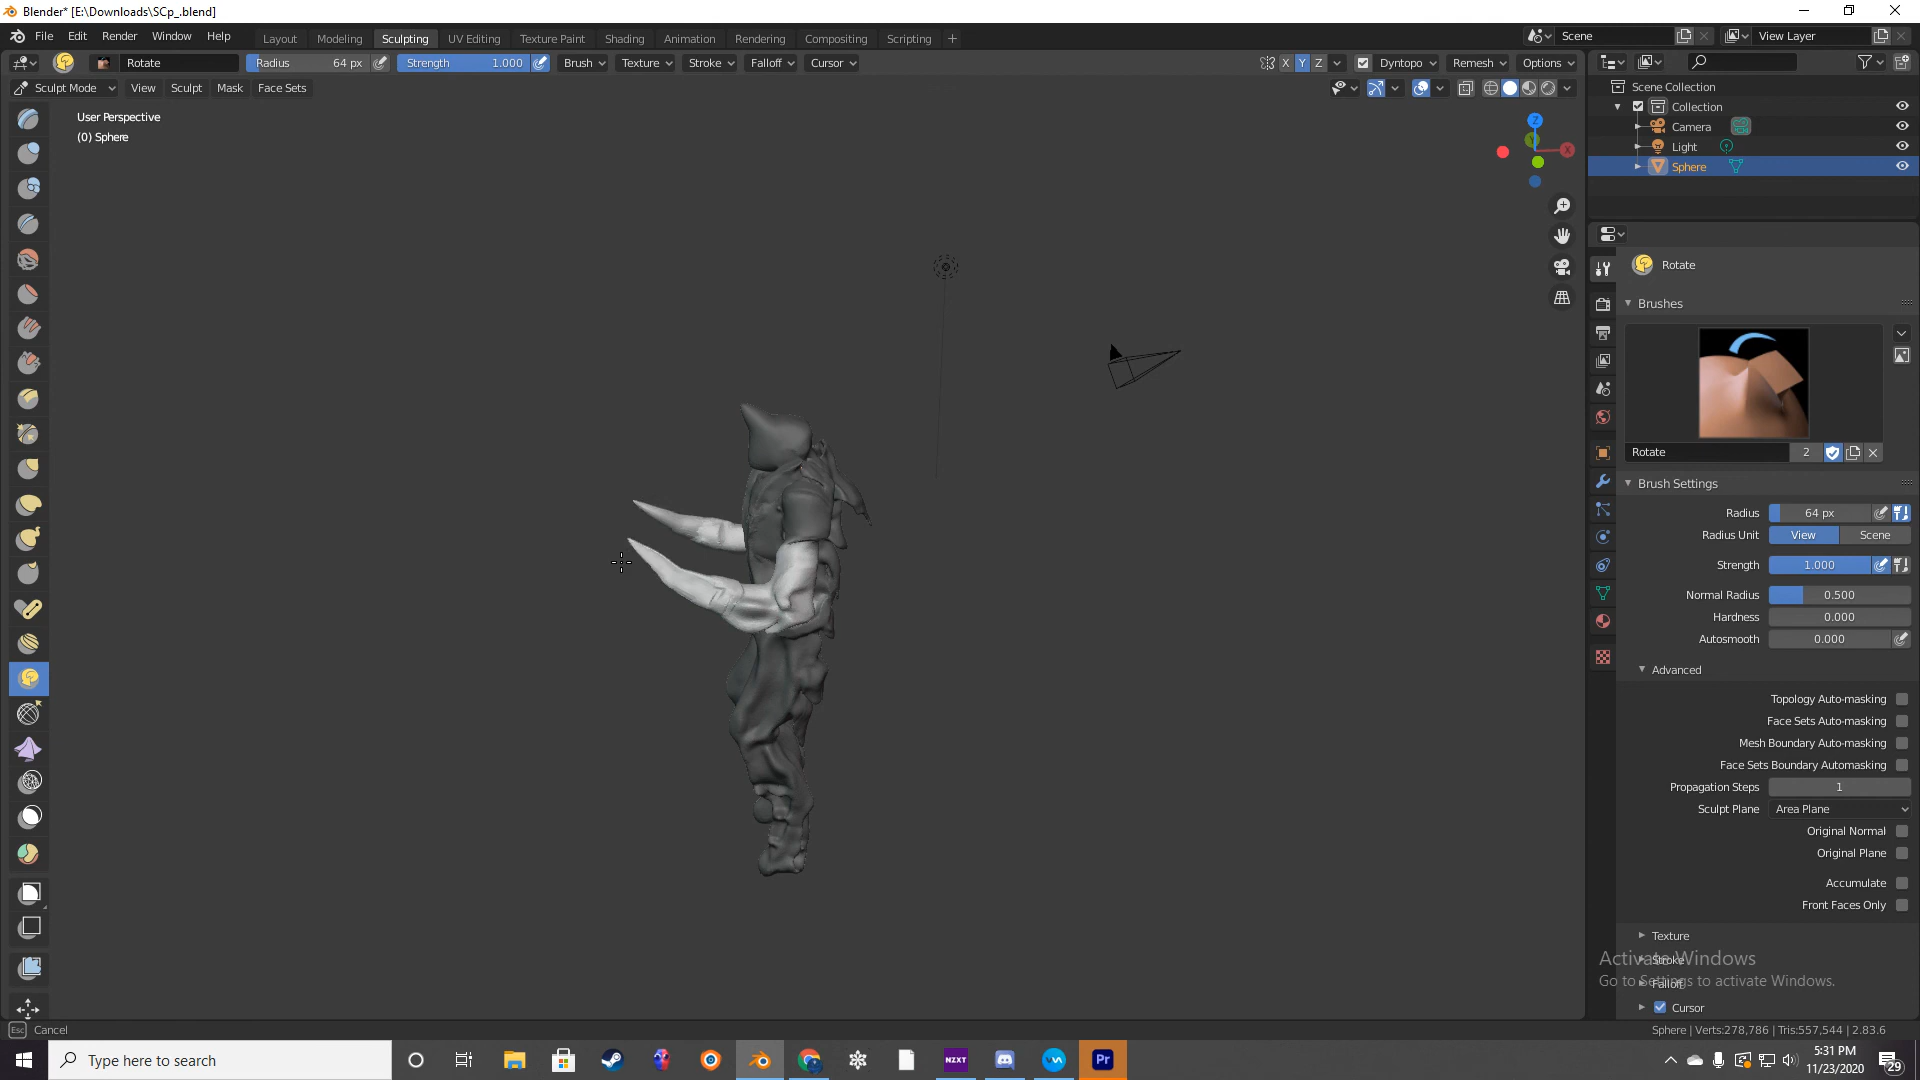 Blender* [E:\Downloads\SCp_.blend]
File Edit Render Window Help Layout Modeling Sculpting UV Editing Texture Paint Shading Animation Rendering Compositing Scripting + Scene View Layer
Rotate Radius 64 px Strength 1.000 Brush Texture Stroke Falloff Cursor X Y Z Dyntopo Remesh Options
Sculpt Mode View Sculpt Mask Face Sets
User Perspective
(0) Sphere
Z
Y
X
Scene Collection
Collection
Camera
Light
Sphere
Rotate
Brushes
Rotate 2
Brush Settings
Radius 64 px
Radius Unit View Scene
Strength 1.000
Normal Radius 0.500
Hardness 0.000
Autosmooth 0.000
Advanced
Topology Auto-masking
Face Sets Auto-masking
Mesh Boundary Auto-masking
Face Sets Boundary Automasking
Propagation Steps 1
Sculpt Plane Area Plane
Original Normal
Original Plane
Accumulate
Front Faces Only
Texture
Stroke
Falloff
Cursor
Activate Windows
Go to Settings to activate Windows.
Esc Cancel
Sphere | Verts:278,786 | Tris:557,544 | 2.83.6
Type here to search
NZXT
Pr
5:31 PM
11/23/2020
29